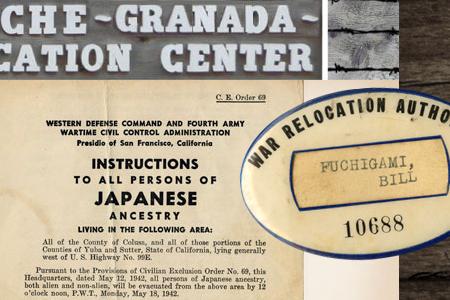 CHE-GRANADA-
CATION CENTER
C. E. Order 69
WESTERN DEFENSE COMMAND AND FOURTH ARMY
WARTIME CIVIL CONTROL ADMINISTRATION
Presidio of San Francisco, California
INSTRUCTIONS
TO ALL PERSONS OF
JAPANESE
ANCESTRY
LIVING IN THE FOLLOWING AREA:
All of the County of Colusa, and all of those portions of the
Counties of Yuba and Sutter, State of California, lying generally
west of U. S. Highway No. 99E.
Pursuant to the Provisions of Civilian Exclusion Order No. 69, this
Headquarters, dated May 12, 1942, all persons of Japanese ancestry,
both alien and non-alien, will be evacuated from the above area by 12
o'clock noon, P.W.T., Monday, May 18, 1942.
WAR RELOCATION AUTHO
FUCHIGAMI,
BILL
10688